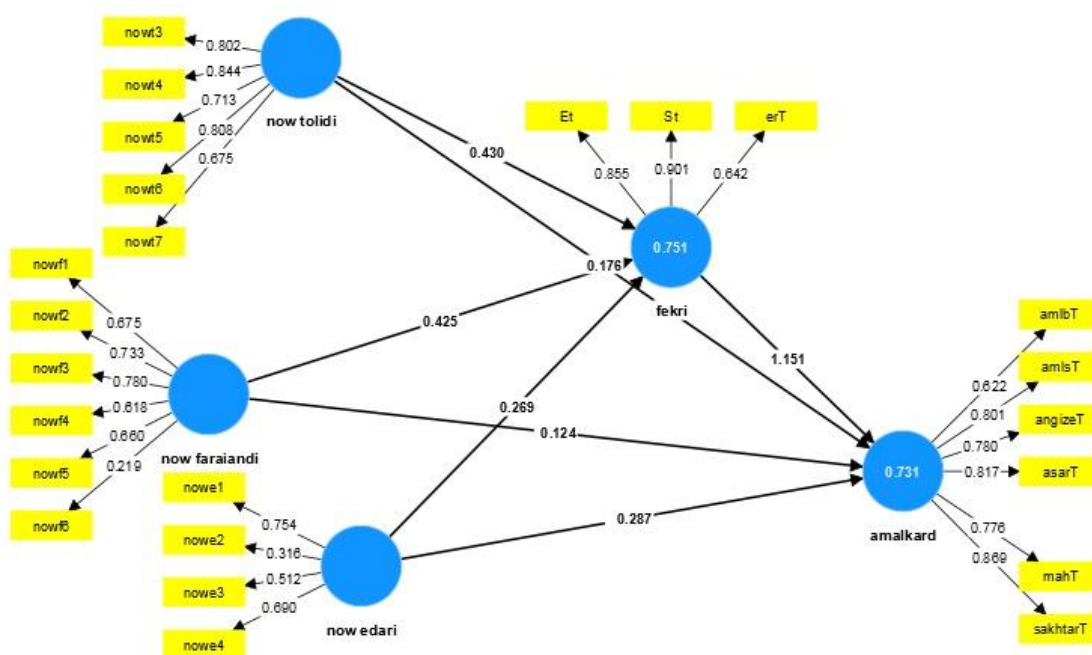 nowt3
0.802
nowt4
0.844
nowt5
0.713
nowt6
0.808
nowt7
0.675
now tolidi
Et
St
erT
0.855
0.901
0.642
0.430
0.176
0.751
fekri
nowf1
0.675
nowf2
0.733
nowf3
0.780
nowf4
0.618
nowf5
0.660
nowf6
0.219
now faraiandi
0.425
0.269
0.124
1.151
nowe1
0.754
nowe2
0.316
nowe3
0.512
nowe4
0.690
now edari
0.287
0.731
amalkard
amlbT
0.622
amlsT
0.801
angizeT
0.780
asarT
0.817
mahT
0.776
sakhtarT
0.869